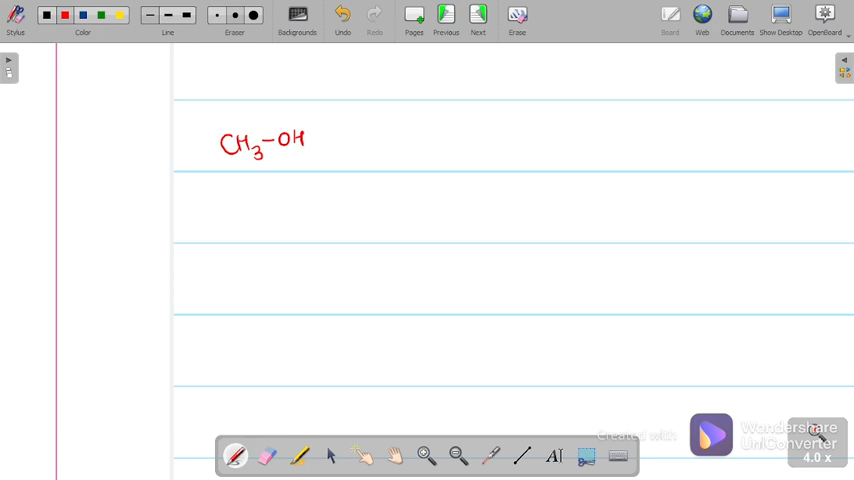 Stylus
Color
Line
Eraser
Backgrounds
Undo
Redo
Pages
Previous
Next
Erase
Board
Web
Documents
Show Desktop
OpenBoard
CH₃-OH
Created with
Wondershare
UniConverter
4.0 x